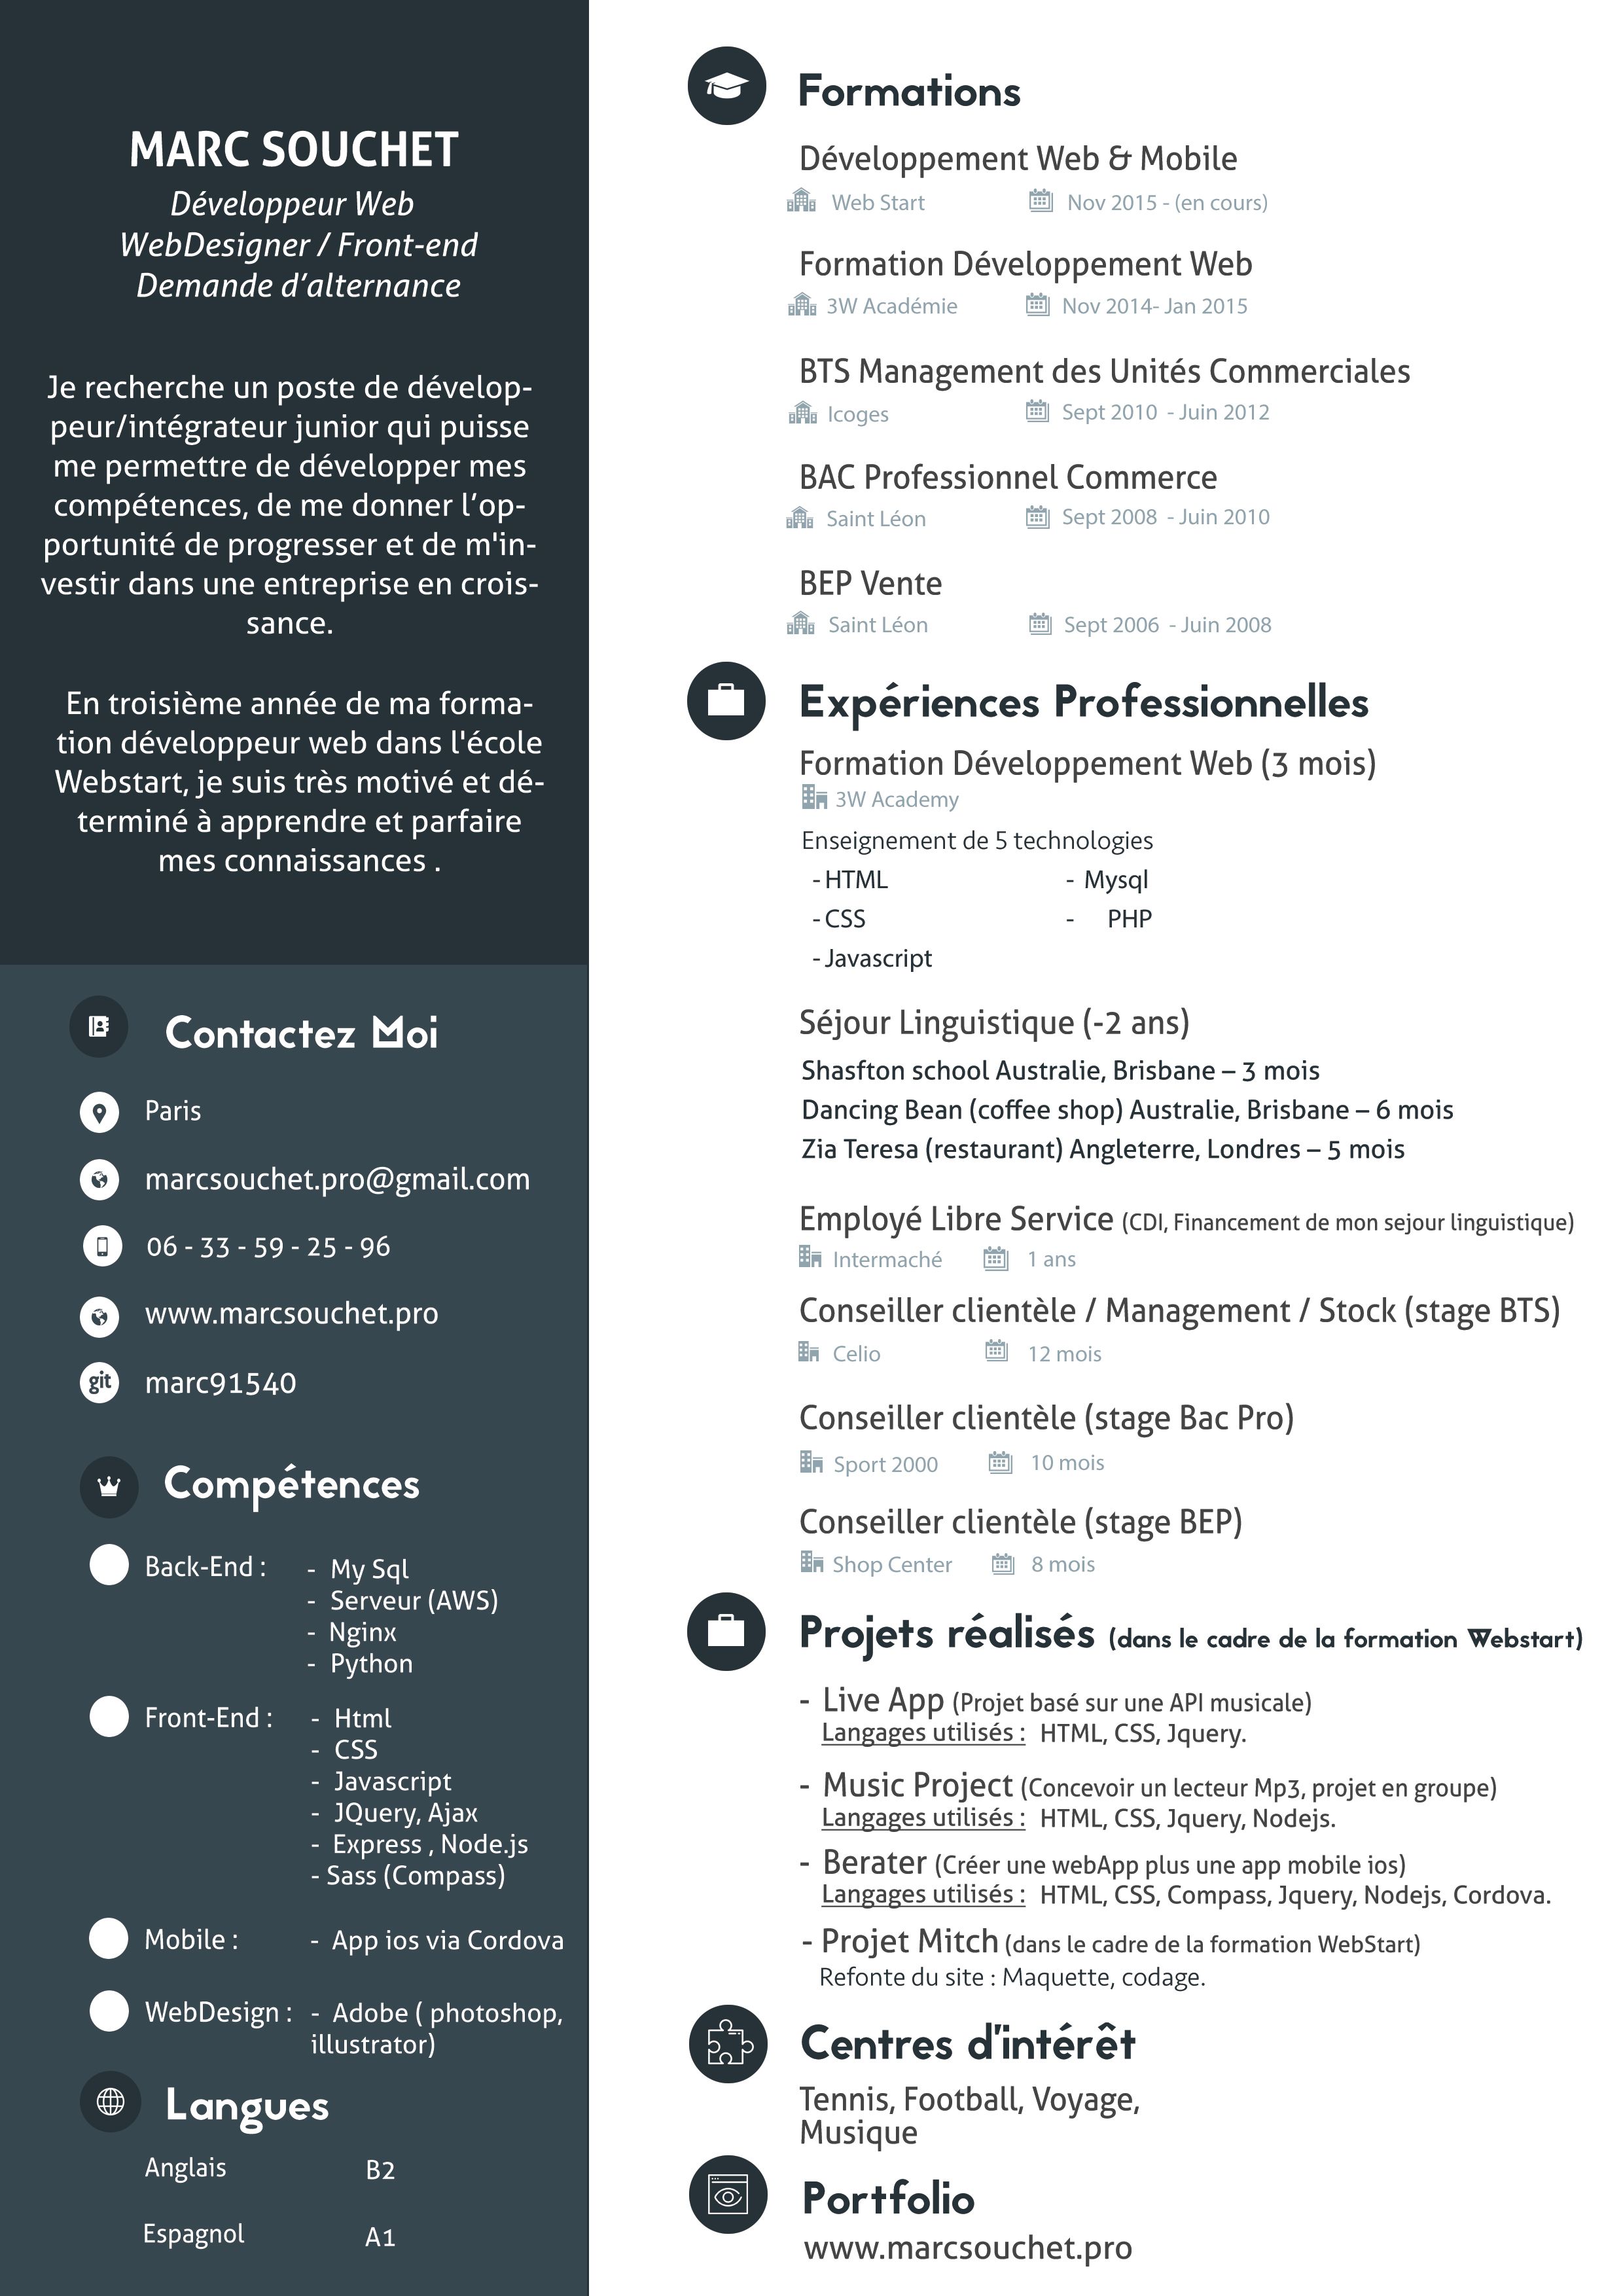 MARC SOUCHET
Développeur Web
WebDesigner / Front-end
Demande d’alternance
Je recherche un poste de dévelop-
peur/intégrateur junior qui puisse
me permettre de développer mes
compétences, de me donner l’op-
portunité de progresser et de m'in-
vestir dans une entreprise en crois-
sance.
En troisième année de ma forma-
tion développeur web dans l'école
Webstart, je suis très motivé et dé-
terminé à apprendre et parfaire
mes connaissances .
Contactez Moi
Paris
marcsouchet.pro@gmail.com
06 - 33 - 59 - 25 - 96
www.marcsouchet.pro
git marc91540
Compétences
Back-End : - My Sql
- Serveur (AWS)
- Nginx
- Python
Front-End : - Html
- CSS
- Javascript
- JQuery, Ajax
- Express , Node.js
- Sass (Compass)
Mobile : - App ios via Cordova
WebDesign : - Adobe ( photoshop,
illustrator)
Langues
Anglais B2
Espagnol A1
Formations
Développement Web & Mobile
Web Start Nov 2015 - (en cours)
Formation Développement Web
3W Académie Nov 2014- Jan 2015
BTS Management des Unités Commerciales
Icoges Sept 2010 - Juin 2012
BAC Professionnel Commerce
Saint Léon Sept 2008 - Juin 2010
BEP Vente
Saint Léon Sept 2006 - Juin 2008
Expériences Professionnelles
Formation Développement Web (3 mois)
3W Academy
Enseignement de 5 technologies
- HTML - Mysql
- CSS - PHP
- Javascript
Séjour Linguistique (-2 ans)
Shasfton school Australie, Brisbane – 3 mois
Dancing Bean (coffee shop) Australie, Brisbane – 6 mois
Zia Teresa (restaurant) Angleterre, Londres – 5 mois
Employé Libre Service (CDI, Financement de mon sejour linguistique)
Intermaché 1 ans
Conseiller clientèle / Management / Stock (stage BTS)
Celio 12 mois
Conseiller clientèle (stage Bac Pro)
Sport 2000 10 mois
Conseiller clientèle (stage BEP)
Shop Center 8 mois
Projets réalisés (dans le cadre de la formation Webstart)
- Live App (Projet basé sur une API musicale)
Langages utilisés : HTML, CSS, Jquery.
- Music Project (Concevoir un lecteur Mp3, projet en groupe)
Langages utilisés : HTML, CSS, Jquery, Nodejs.
- Berater (Créer une webApp plus une app mobile ios)
Langages utilisés : HTML, CSS, Compass, Jquery, Nodejs, Cordova.
- Projet Mitch (dans le cadre de la formation WebStart)
Refonte du site : Maquette, codage.
Centres d'intérêt
Tennis, Football, Voyage,
Musique
Portfolio
www.marcsouchet.pro